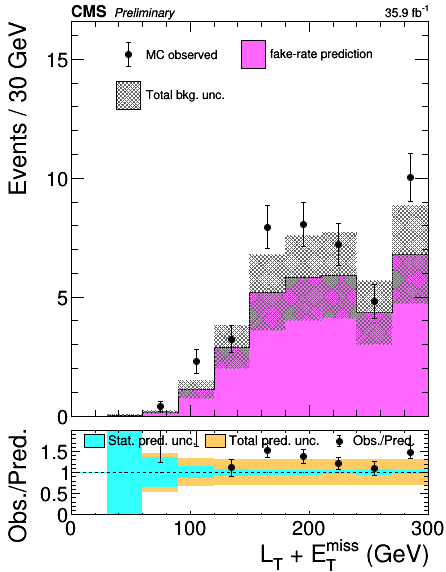 CMS Preliminary 35.9 fb⁻¹
MC observed fake-rate prediction
Total bkg. unc.
Events / 30 GeV
15
10
5
0
Stat. pred. unc. Total pred. unc. Obs./Pred.
Obs./Pred.
1.5
1
0.5
0
0 100 200 300
L_T + E_T^miss (GeV)